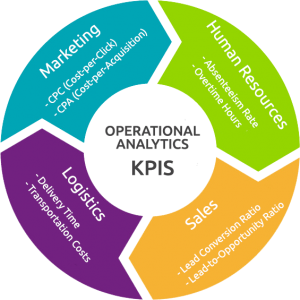 Marketing
- CPC (Cost-per-Click)
- CPA (Cost-per-Acquisition)
Human Resources
- Absenteeism Rate
- Overtime Hours
OPERATIONAL
ANALYTICS
KPIS
Logistics
- Delivery Time
- Transportation Costs
Sales
- Lead Conversion Ratio
- Lead-to-Opportunity Ratio